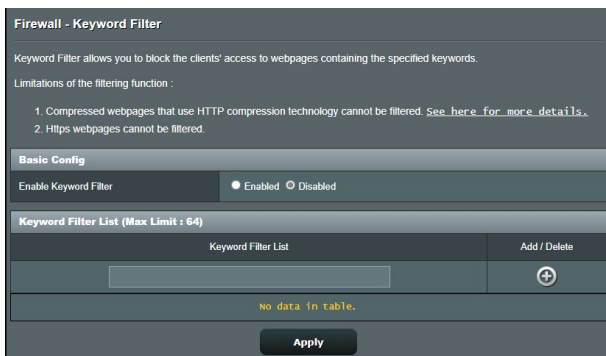 Firewall - Keyword Filter
Keyword Filter allows you to block the clients' access to webpages containing the specified keywords.
Limitations of the filtering function :
1. Compressed webpages that use HTTP compression technology cannot be filtered. See here for more details.
2. Https webpages cannot be filtered.
Basic Config
Enable Keyword Filter Enabled Disabled
Keyword Filter List (Max Limit : 64)
Keyword Filter List Add / Delete
No data in table.
Apply